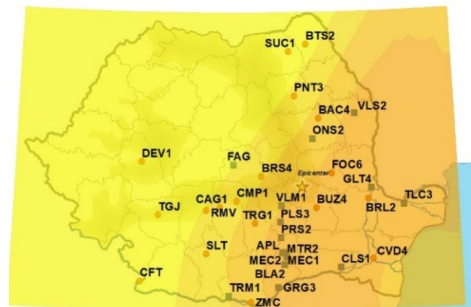 BTS2
SUC1
PNT3
BAC4
VLS2
ONS2
DEV1
FAG
BRS4
Epicenter
FOC6
GLT4
CAG1
CMP1
VLM1
BUZ4
BRL2
TLC3
TGJ
RMV
TRG1
PLS3
PRS2
SLT
APL
MTR2
MEC2
MEC1
CLS1
CVD4
CFT
BLA2
TRM1
GRG3
ZMC